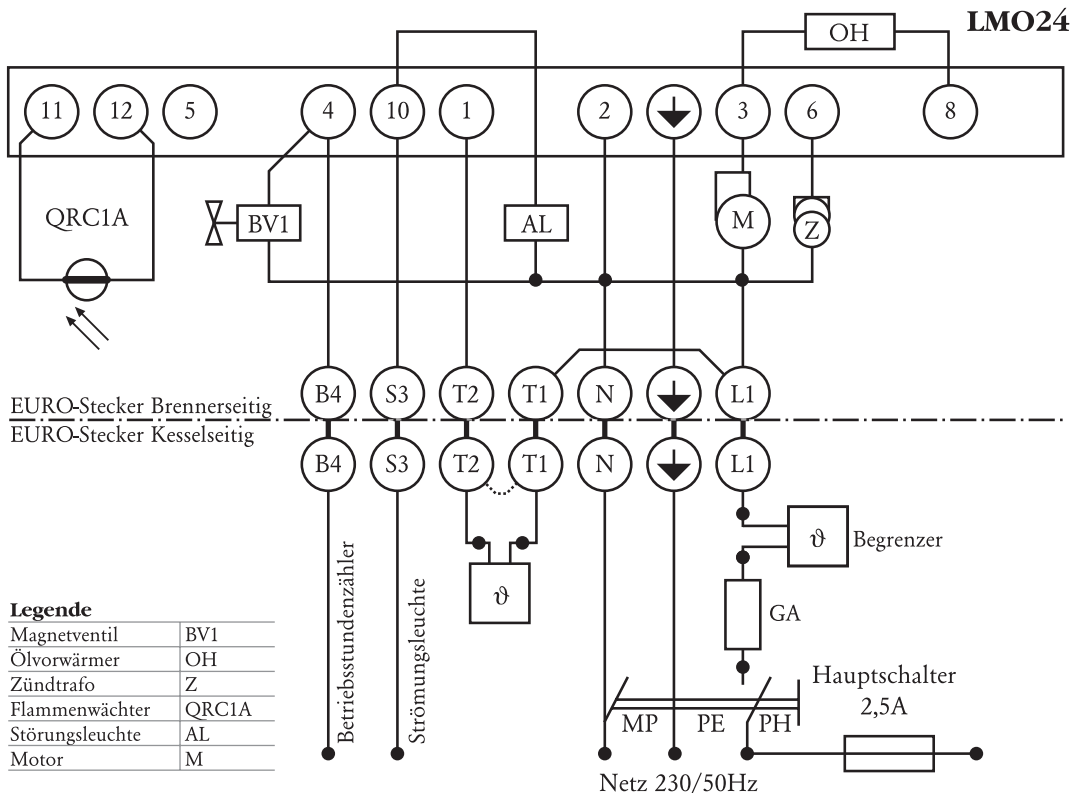 LMO24
OH
11 12 5 4 10 1 2 3 6 8
QRC1A
BV1
AL
M
Z
B4 S3 T2 T1 N L1
EURO-Stecker Brennerseitig
EURO-Stecker Kesselseitig
B4 S3 T2 T1 N L1
ϑ
Begrenzer
ϑ
GA
Betriebsstundenzähler
Strömungsleuchte
Legende
Magnetventil BV1
Ölvorwärmer OH
Zündtrafo Z
Flammenwächter QRC1A
Störungsleuchte AL
Motor M
Hauptschalter
2,5A
MP PE PH
Netz 230/50Hz